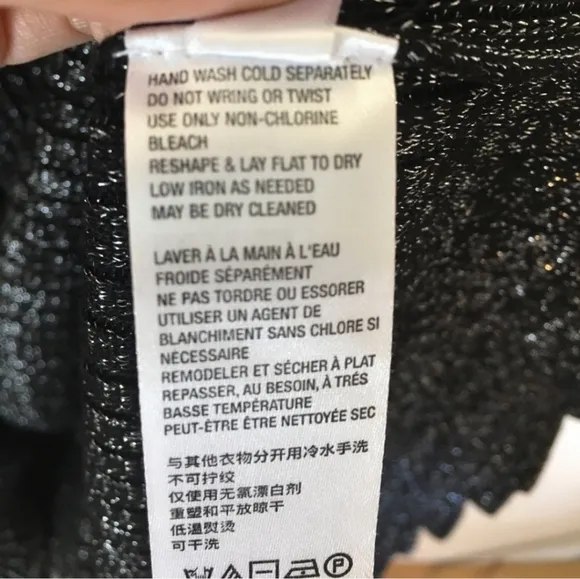 HAND WASH COLD SEPARATELY
DO NOT WRING OR TWIST
USE ONLY NON-CHLORINE
BLEACH
RESHAPE & LAY FLAT TO DRY
LOW IRON AS NEEDED
MAY BE DRY CLEANED
LAVER À LA MAIN À L'EAU
FROIDE SÉPARÉMENT
NE PAS TORDRE OU ESSORER
UTILISER UN AGENT DE
BLANCHIMENT SANS CHLORE SI
NÉCESSAIRE
REMODELER ET SÉCHER À PLAT
REPASSER, AU BESOIN, À TRÉS
BASSE TEMPÉRATURE
PEUT-ÊTRE ÊTRE NETTOYÉE SEC
与其他衣物分开用冷水手洗
不可拧绞
仅使用无氯漂白剂
重塑和平放晾干
低温熨烫
可干洗
P